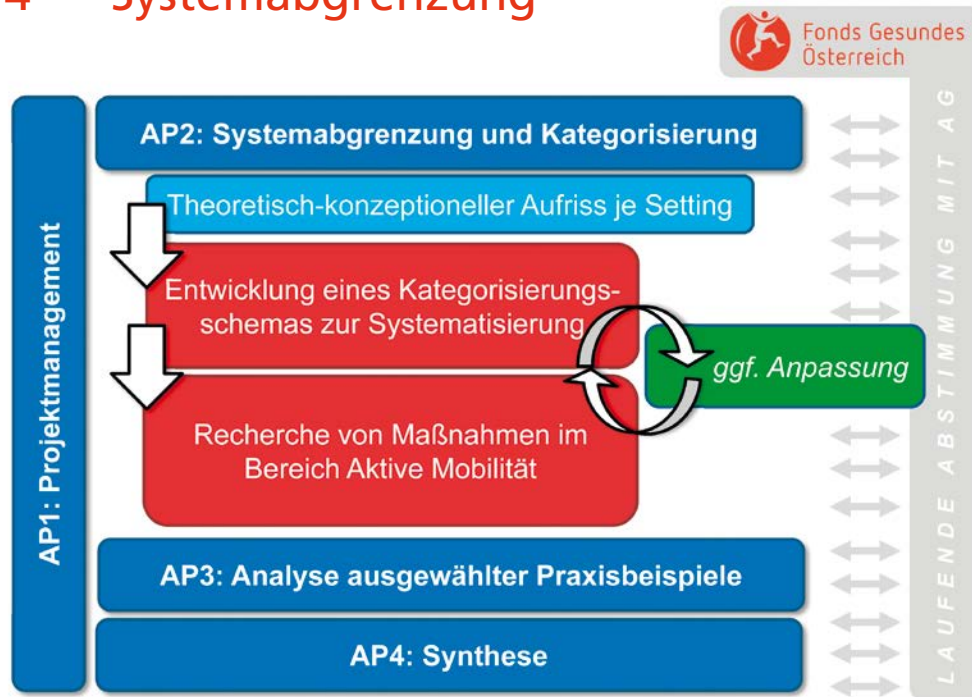 4 Systemabgrenzung
Fonds Gesundes
Österreich
AP1: Projektmanagement
AP2: Systemabgrenzung und Kategorisierung
Theoretisch-konzeptioneller Aufriss je Setting
Entwicklung eines Kategorisierungs-
schemas zur Systematisierung
ggf. Anpassung
Recherche von Maßnahmen im
Bereich Aktive Mobilität
AP3: Analyse ausgewählter Praxisbeispiele
AP4: Synthese
LAUFENDE ABSTIMMUNG MIT AG